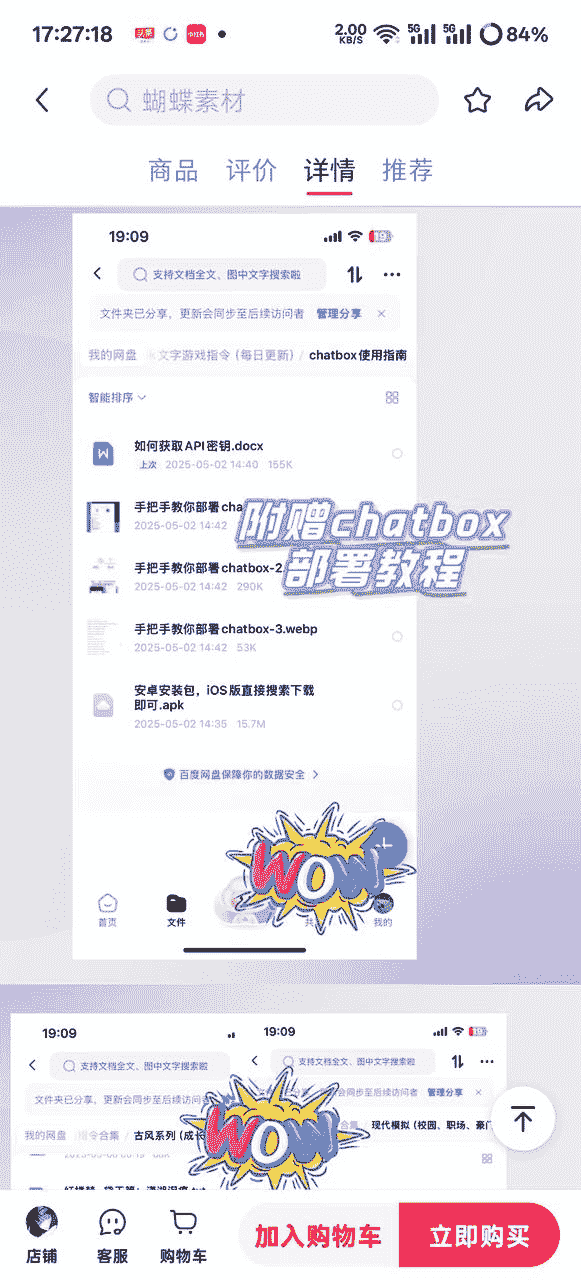 17:27:18
头条
小红书
2.00
KB/S
5G
5G
84%
蝴蝶素材
商品
评价
详情
推荐
19:09
19
支持文档全文、图中文字搜索啦
文件夹已分享，更新会同步至后续访问者
管理分享
我的网盘
文字游戏指令（每日更新）/
chatbox使用指南
智能排序
如何获取API密钥.docx
上次 2025-05-02 14:40 155K
手把手教你部署cha
2025-05-02 14:42
附赠chatbox
部署教程
手把手教你部署chatbox-2
2025-05-02 14:42 290K
手把手教你部署chatbox-3.webp
2025-05-02 14:42 53K
安卓安装包，iOS版直接搜索下载
即可.apk
2025-05-02 14:35 15.7M
百度网盘保障你的数据安全
WOW
首页
文件
共
我的
19:09
支持文档全文、图中文字搜索啦
文件夹已分享，更新会同步至后续访
我的网盘
指令合集 / 古风系列（成长
19:09
19
支持文档全文、图中文字搜索啦
步至后续访问者
管理分享
合集 / 现代模拟（校园、职场、豪门
WOW
店铺
客服
购物车
加入购物车
立即购买